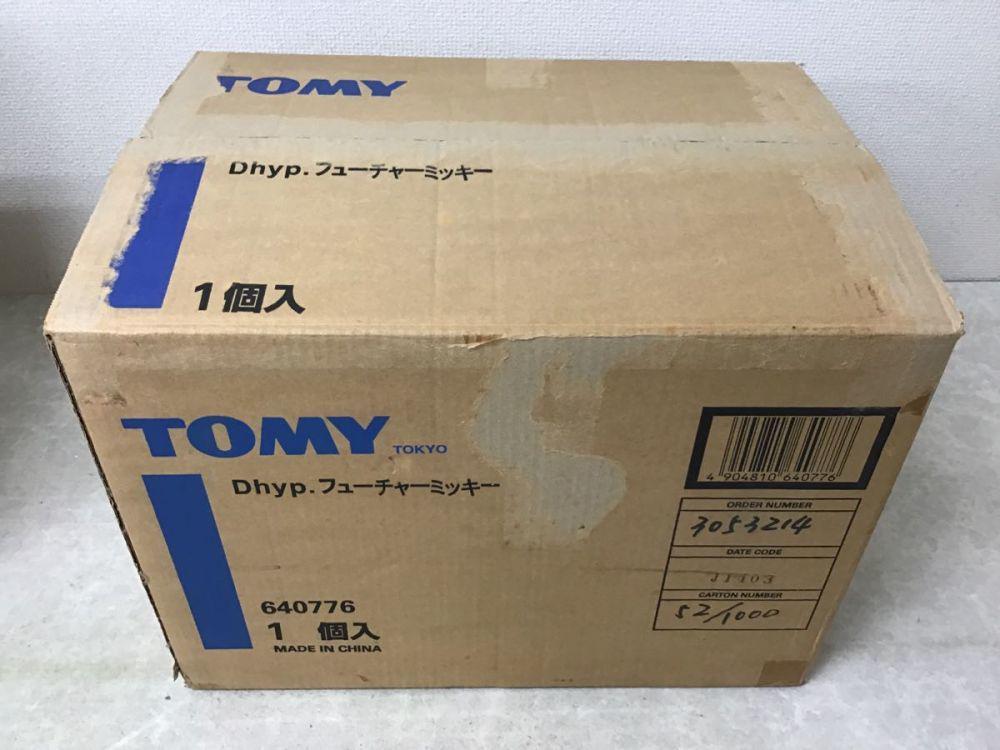 TOMY
Dhyp.フューチャーミッキー
1個入
TOMY TOKYO
Dhyp.フューチャーミッキー
640776
1 個入
MADE IN CHINA
4 904810 640776
ORDER NUMBER
3053214
DATE CODE
J1403
CARTON NUMBER
52/1000